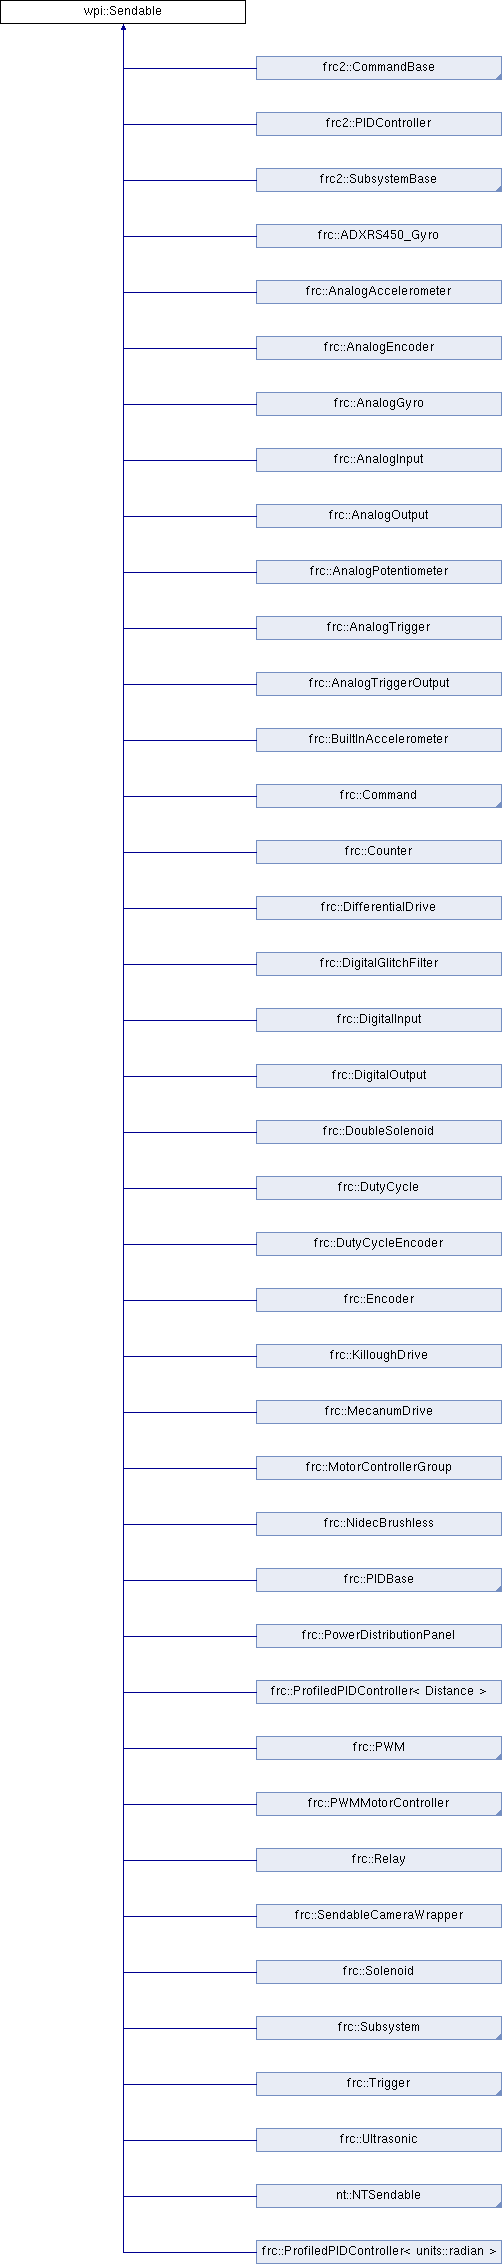 wpi::Sendable
frc2::CommandBase
frc2::PIDController
frc2::SubsystemBase
frc::ADXRS450_Gyro
frc::AnalogAccelerometer
frc::AnalogEncoder
frc::AnalogGyro
frc::AnalogInput
frc::AnalogOutput
frc::AnalogPotentiometer
frc::AnalogTrigger
frc::AnalogTriggerOutput
frc::BuiltInAccelerometer
frc::Command
frc::Counter
frc::DifferentialDrive
frc::DigitalGlitchFilter
frc::DigitalInput
frc::DigitalOutput
frc::DoubleSolenoid
frc::DutyCycle
frc::DutyCycleEncoder
frc::Encoder
frc::KilloughDrive
frc::MecanumDrive
frc::MotorControllerGroup
frc::NidecBrushless
frc::PIDBase
frc::PowerDistributionPanel
frc::ProfiledPIDController< Distance >
frc::PWM
frc::PWMMotorController
frc::Relay
frc::SendableCameraWrapper
frc::Solenoid
frc::Subsystem
frc::Trigger
frc::Ultrasonic
nt::NTSendable
frc::ProfiledPIDController< units::radian >